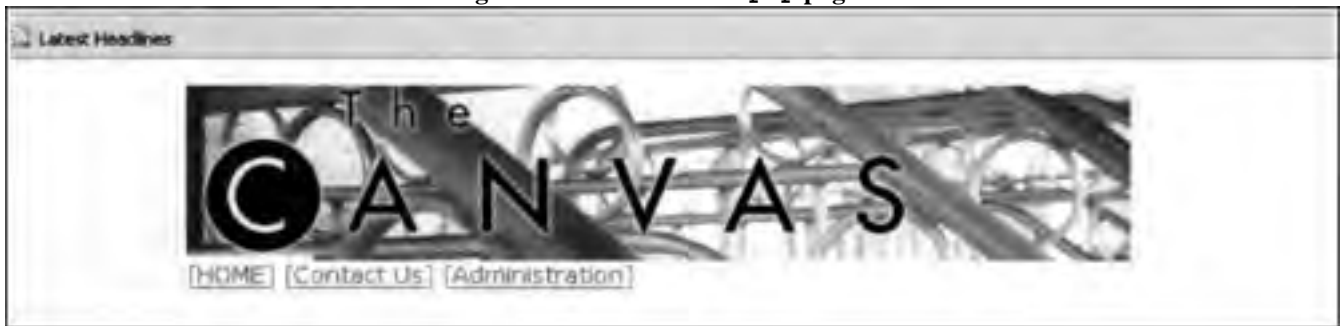 Latest Headlines
The
CANVAS
[HOME] [Contact Us] [Administration]